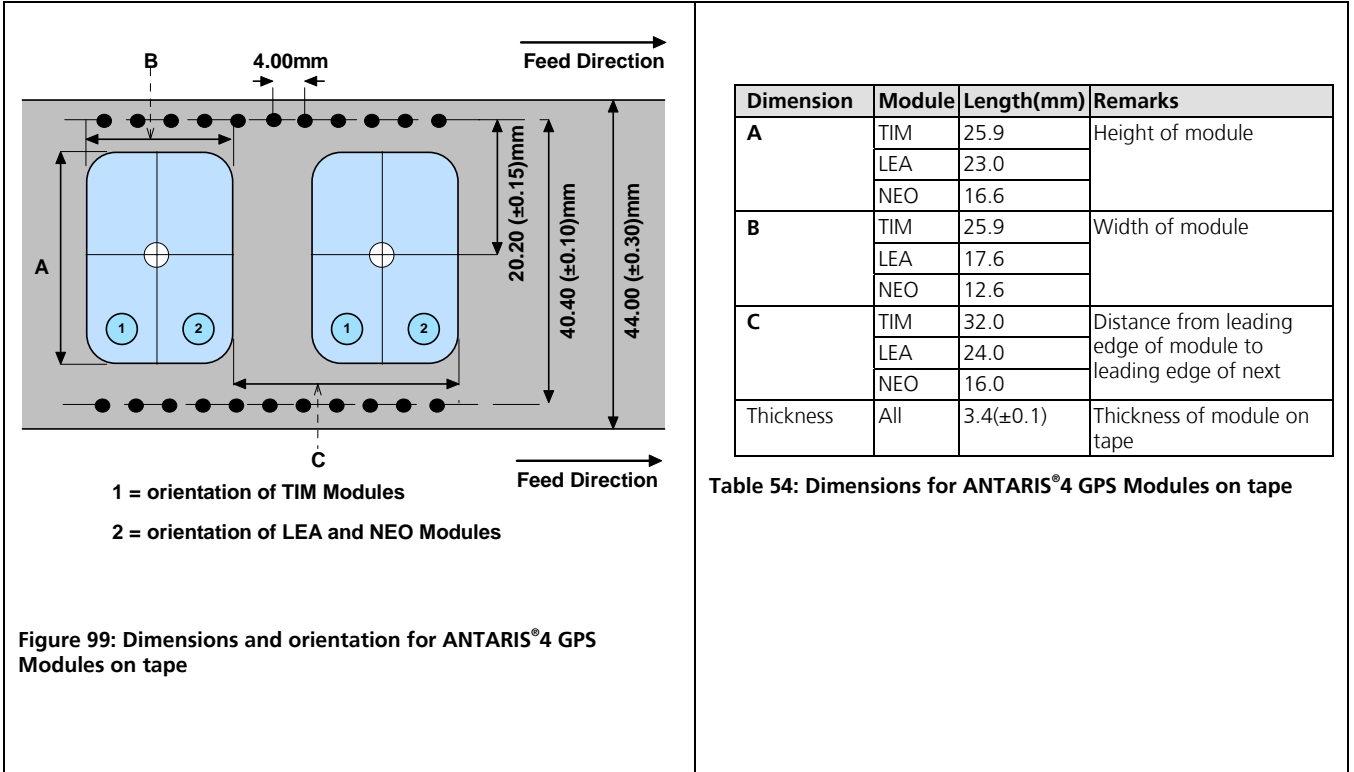 B
4.00mm
Feed Direction
A
20.20 (±0.15)mm
40.40 (±0.10)mm
44.00 (±0.30)mm
1
2
1
2
C
Feed Direction
1 = orientation of TIM Modules
2 = orientation of LEA and NEO Modules
Figure 99: Dimensions and orientation for ANTARIS®4 GPS
Modules on tape
Dimension Module Length(mm) Remarks
A TIM 25.9 Height of module
LEA 23.0
NEO 16.6
B TIM 25.9 Width of module
LEA 17.6
NEO 12.6
C TIM 32.0 Distance from leading
LEA 24.0 edge of module to
NEO 16.0 leading edge of next
Thickness All 3.4(±0.1) Thickness of module on
tape
Table 54: Dimensions for ANTARIS®4 GPS Modules on tape